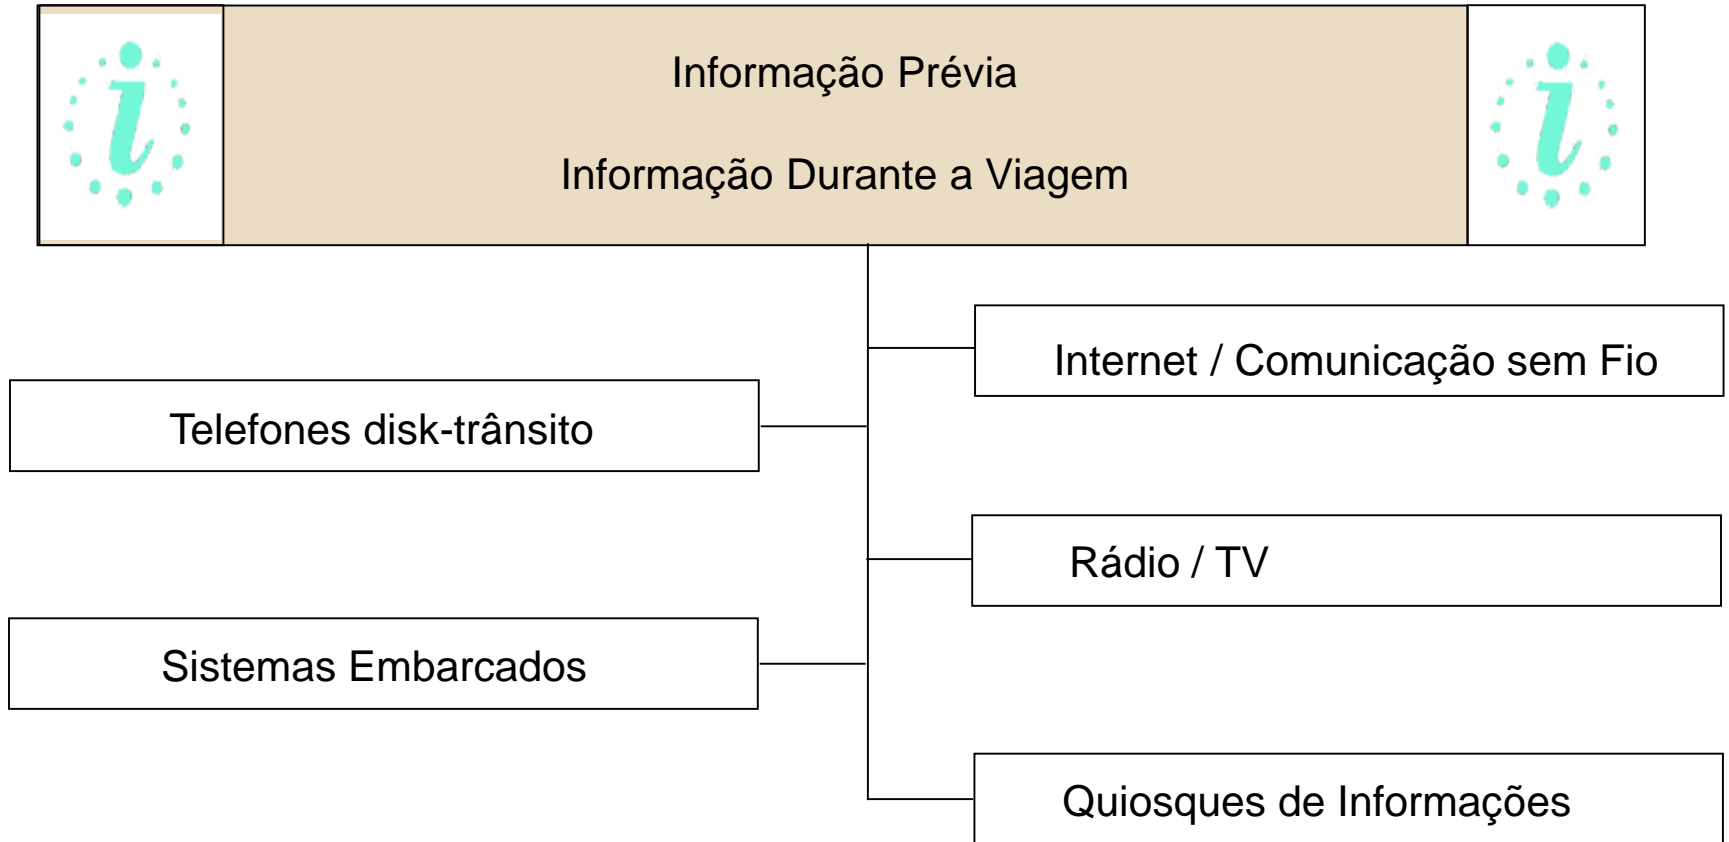 Informação Prévia
Informação Durante a Viagem
Internet / Comunicação sem Fio
Telefones disk-trânsito
Rádio / TV
Sistemas Embarcados
Quiosques de Informações